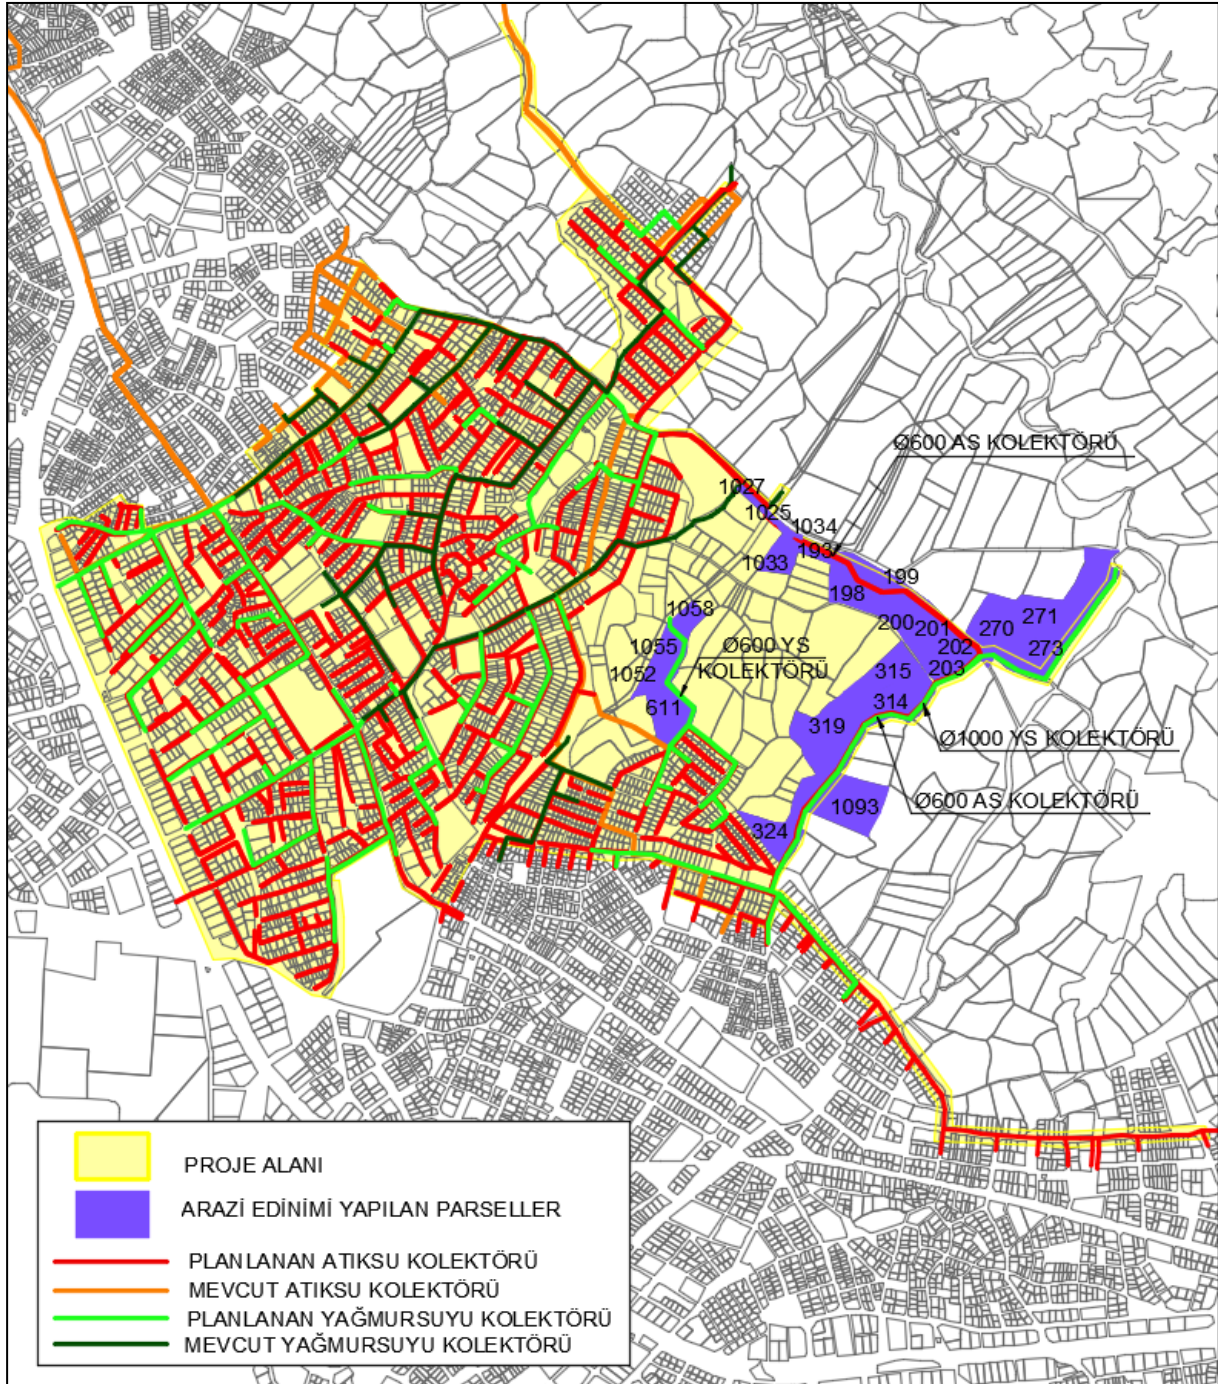 Ø600 AS KOLEKTÖRÜ
1027
1025
1034
193
1033
199
198
1058
200
201
270
271
1055
Ø600 YS
KOLEKTÖRÜ
202
273
1052
315
203
611
314
319
Ø1000 YS KOLEKTÖRÜ
Ø600 AS KOLEKTÖRÜ
1093
324
PROJE ALANI
ARAZİ EDİNİMİ YAPILAN PARSELLER
PLANLANAN ATIKSU KOLEKTÖRÜ
MEVCUT ATIKSU KOLEKTÖRÜ
PLANLANAN YAĞMURSUYU KOLEKTÖRÜ
MEVCUT YAĞMURSUYU KOLEKTÖRÜ